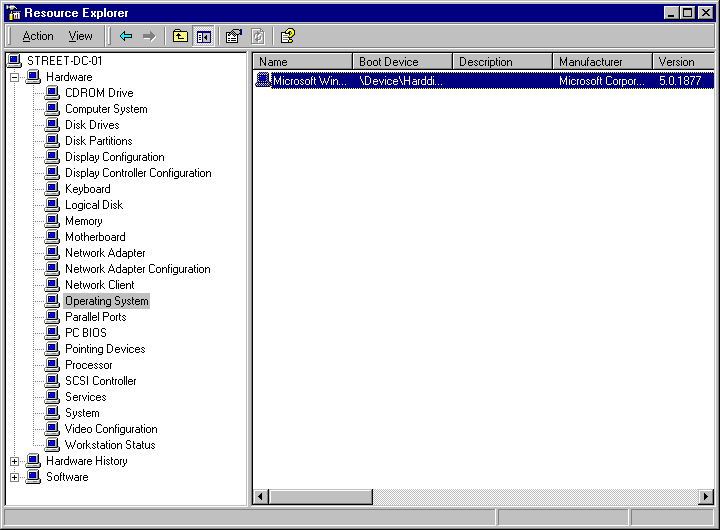 Resource Explorer
Action View
STREET-DC-01
Hardware
CDROM Drive
Computer System
Disk Drives
Disk Partitions
Display Configuration
Display Controller Configuration
Keyboard
Logical Disk
Memory
Motherboard
Network Adapter
Network Adapter Configuration
Network Client
Operating System
Parallel Ports
PC BIOS
Pointing Devices
Processor
SCSI Controller
Services
System
Video Configuration
Workstation Status
Hardware History
Software
Name Boot Device Description Manufacturer Version
Microsoft Win... \Device\Harddi... Microsoft Corpor... 5.0.1877